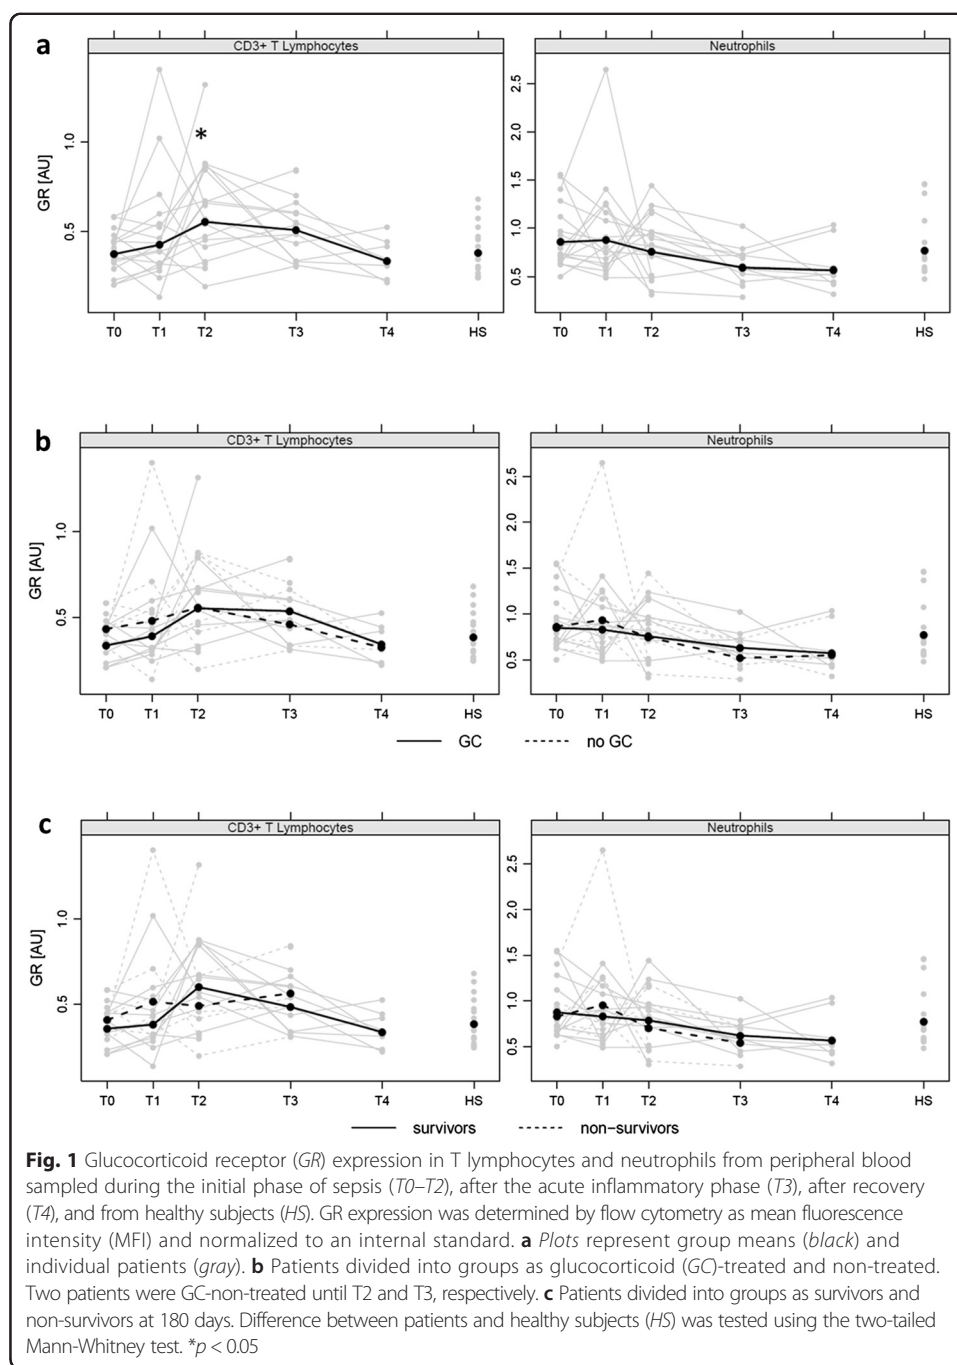 a
CD3+ T Lymphocytes
Neutrophils
GR [AU]
0.5
1.0
*
0.5
1.0
1.5
2.0
2.5
T0 T1 T2 T3 T4 HS
T0 T1 T2 T3 T4 HS
b
CD3+ T Lymphocytes
Neutrophils
GR [AU]
0.5
1.0
0.5
1.0
1.5
2.0
2.5
T0 T1 T2 T3 T4 HS
T0 T1 T2 T3 T4 HS
GC no GC
c
CD3+ T Lymphocytes
Neutrophils
GR [AU]
0.5
1.0
0.5
1.0
1.5
2.0
2.5
T0 T1 T2 T3 T4 HS
T0 T1 T2 T3 T4 HS
survivors non-survivors
Fig. 1 Glucocorticoid receptor (GR) expression in T lymphocytes and neutrophils from peripheral blood
sampled during the initial phase of sepsis (T0–T2), after the acute inflammatory phase (T3), after recovery
(T4), and from healthy subjects (HS). GR expression was determined by flow cytometry as mean fluorescence
intensity (MFI) and normalized to an internal standard. a Plots represent group means (black) and
individual patients (gray). b Patients divided into groups as glucocorticoid (GC)-treated and non-treated.
Two patients were GC-non-treated until T2 and T3, respectively. c Patients divided into groups as survivors and
non-survivors at 180 days. Difference between patients and healthy subjects (HS) was tested using the two-tailed
Mann-Whitney test. *p < 0.05